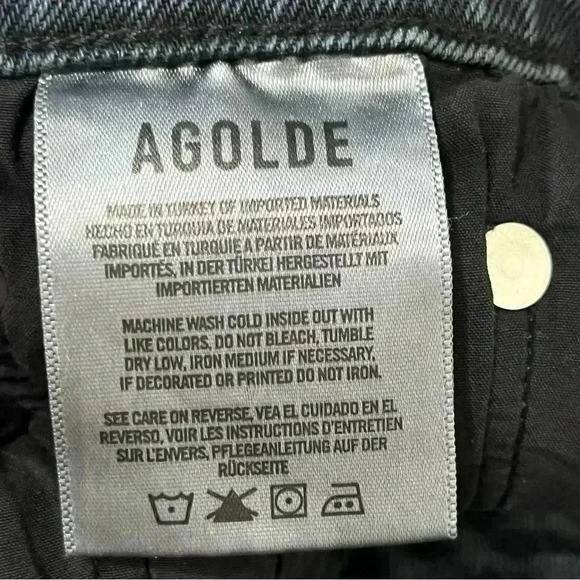 AGOLDE
MADE IN TURKEY OF IMPORTED MATERIALS
HECHO EN TURQUIA DE MATERIALES IMPORTADOS
FABRIQUÉ EN TURQUIE A PARTIR DE MATÉRIAUX
IMPORTÉS, IN DER TÜRKEI HERGESTELLT MIT
IMPORTIERTEN MATERIALIEN
MACHINE WASH COLD INSIDE OUT WITH
LIKE COLORS, DO NOT BLEACH, TUMBLE
DRY LOW, IRON MEDIUM IF NECESSARY,
IF DECORATED OR PRINTED DO NOT IRON.
SEE CARE ON REVERSE, VEA EL CUIDADO EN EL
REVERSO, VOIR LES INSTRUCTIONS D'ENTRETIEN
SUR L'ENVERS, PFLEGEANLEITUNG AUF DER
RÜCKSEITE